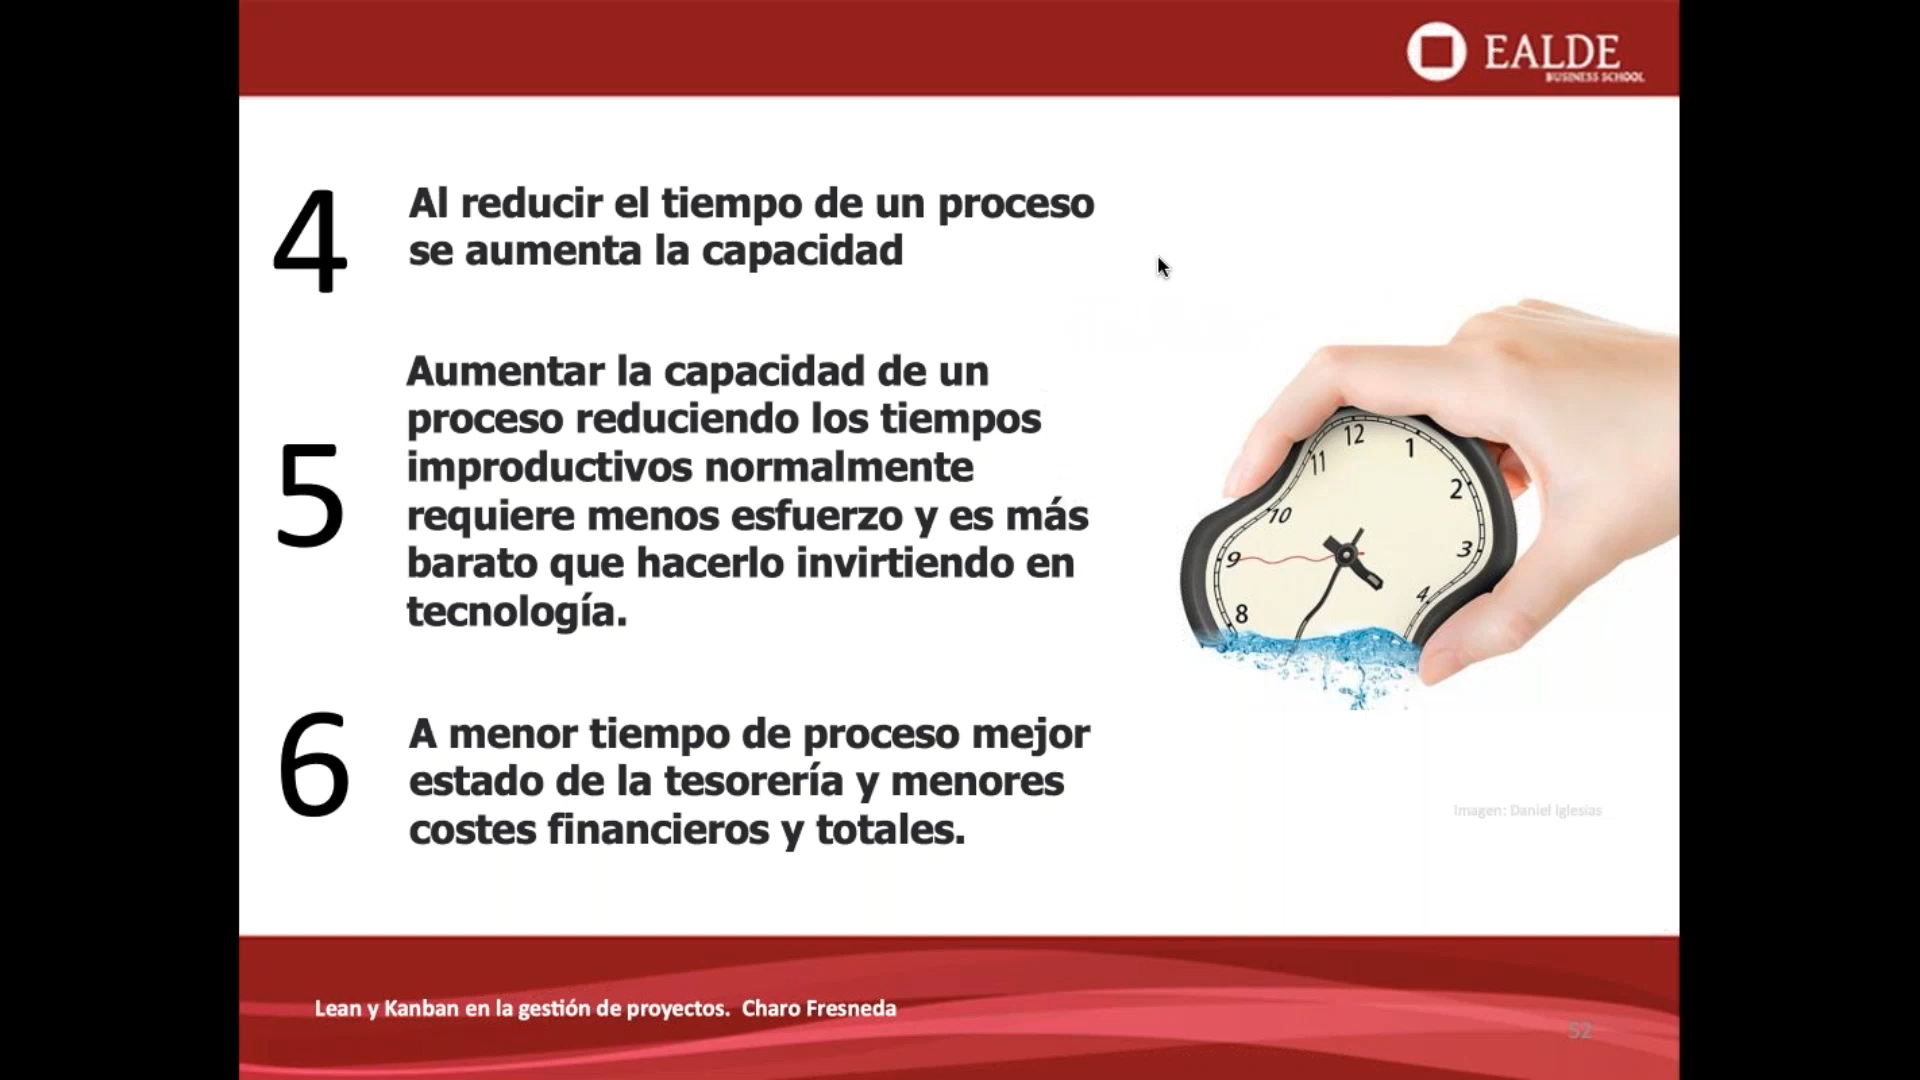 EALDE
BUSINESS SCHOOL
4
Al reducir el tiempo de un proceso
se aumenta la capacidad
5
Aumentar la capacidad de un
proceso reduciendo los tiempos
improductivos normalmente
requiere menos esfuerzo y es más
barato que hacerlo invirtiendo en
tecnología.
6
A menor tiempo de proceso mejor
estado de la tesorería y menores
costes financieros y totales.
12
1
11
2
10
3
9
4
8
Imagen: Daniel Iglesias
Lean y Kanban en la gestión de proyectos. Charo Fresneda
52